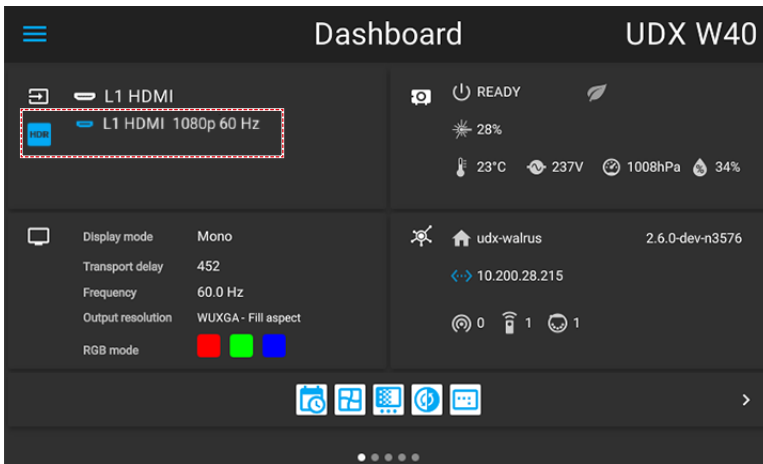 Dashboard
UDX W40
L1 HDMI
HDR
L1 HDMI 1080p 60 Hz
READY
28%
23°C 237V 1008hPa 34%
Display mode Mono
Transport delay 452
Frequency 60.0 Hz
Output resolution WUXGA - Fill aspect
RGB mode
udx-walrus 2.6.0-dev-n3576
10.200.28.215
0 1 1